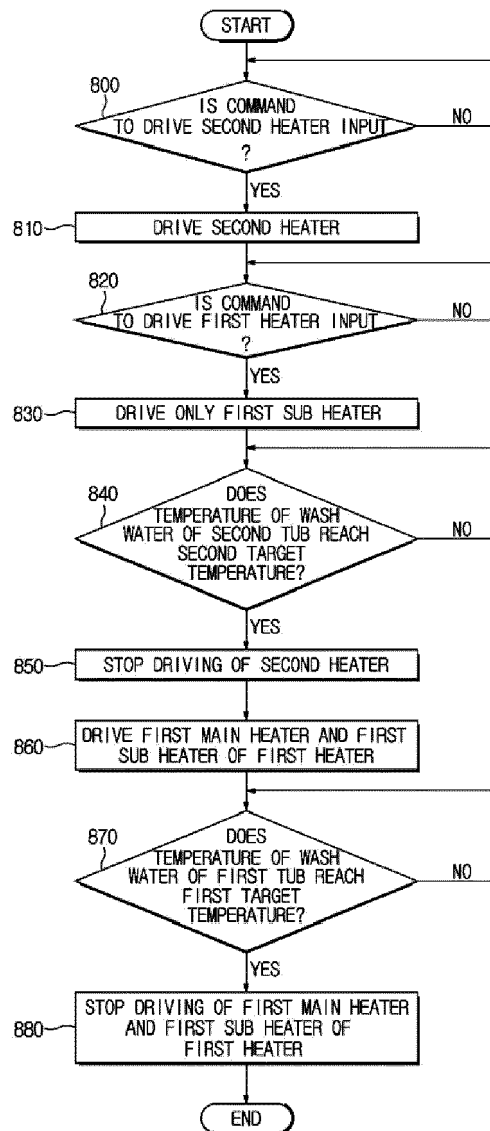 START
800
IS COMMAND
TO DRIVE SECOND HEATER INPUT
?
NO
YES
810
DRIVE SECOND HEATER
820
IS COMMAND
TO DRIVE FIRST HEATER INPUT
?
NO
YES
830
DRIVE ONLY FIRST SUB HEATER
840
DOES
TEMPERATURE OF WASH
WATER OF SECOND TUB REACH
SECOND TARGET
TEMPERATURE?
NO
YES
850
STOP DRIVING OF SECOND HEATER
860
DRIVE FIRST MAIN HEATER AND FIRST
SUB HEATER OF FIRST HEATER
870
DOES
TEMPERATURE OF WASH
WATER OF FIRST TUB REACH
FIRST TARGET
TEMPERATURE?
NO
YES
880
STOP DRIVING OF FIRST MAIN HEATER
AND FIRST SUB HEATER OF
FIRST HEATER
END